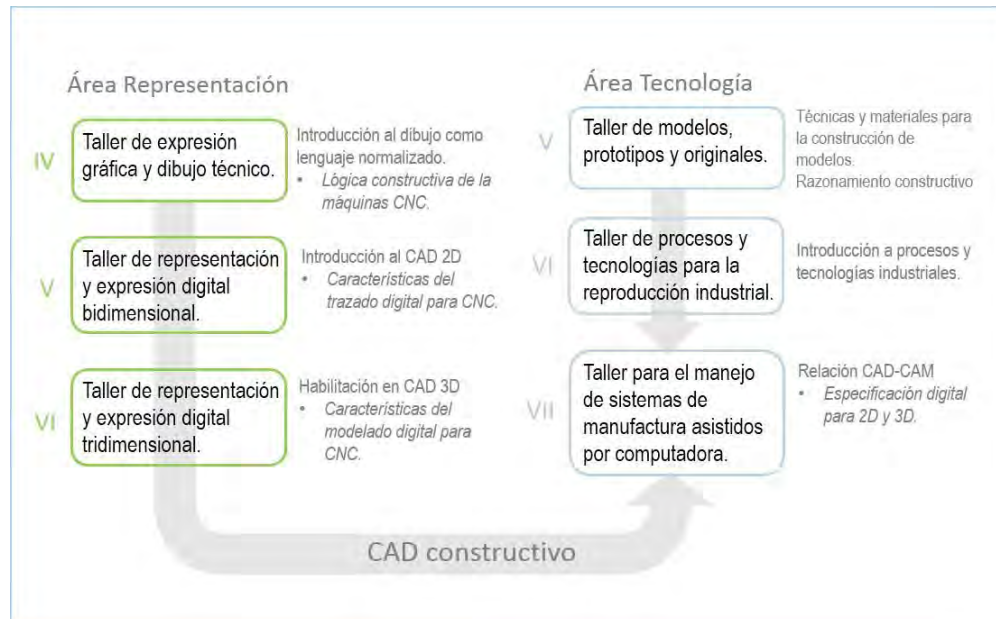 Área Representación
IV
Taller de expresión
gráfica y dibujo técnico.
Introducción al dibujo como
lenguaje normalizado.
• Lógica constructiva de la
máquinas CNC.
V
Taller de representación
y expresión digital
bidimensional.
Introducción al CAD 2D
• Características del
trazado digital para CNC.
VI
Taller de representación
y expresión digital
tridimensional.
Habilitación en CAD 3D
• Características del
modelado digital para
CNC.
Área Tecnología
V
Taller de modelos,
prototipos y originales.
Técnicas y materiales para
la construcción de
modelos.
Razonamiento constructivo
VI
Taller de procesos y
tecnologías para la
reproducción industrial.
Introducción a procesos y
tecnologías industriales.
VII
Taller para el manejo
de sistemas de
manufactura asistidos
por computadora.
Relación CAD-CAM
• Especificación digital
para 2D y 3D.
CAD constructivo